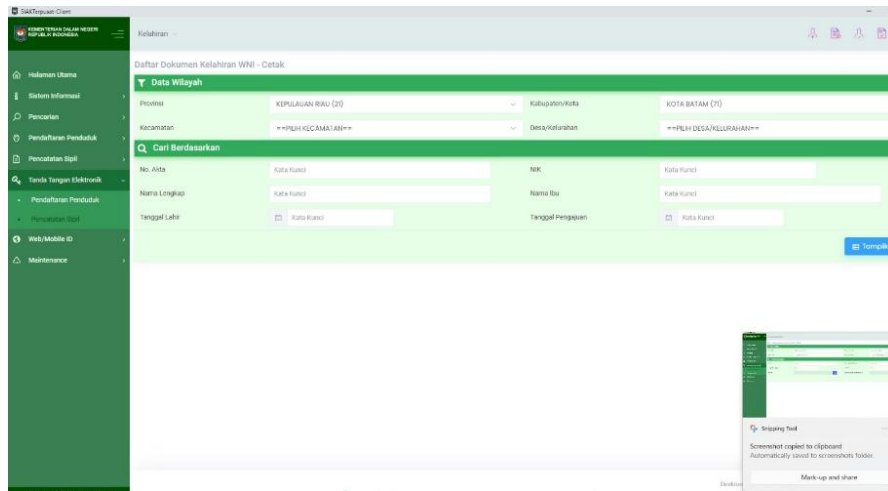 SIAKTerpusat Client
KEMENTERIAN DALAM NEGERI
REPUBLIK INDONESIA
Kelahiran
Halaman Utama
Sistem Informasi
Pencarian
Pendaftaran Penduduk
Pencatatan Sipil
Tanda Tangan Elektronik
Pendaftaran Penduduk
Pencatatan Sipil
Web/Mobile ID
Maintenance
Daftar Dokumen Kelahiran WNI - Cetak
Data Wilayah
Provinsi
KEPULAUAN RIAU (21)
Kabupaten/Kota
KOTA BATAM (71)
Kecamatan
==PILIH KECAMATAN==
Desa/Kelurahan
==PILIH DESA/KELURAHAN==
Cari Berdasarkan
No. Akta
Kata Kunci
NIK
Kata Kunci
Nama Lengkap
Kata Kunci
Nama Ibu
Kata Kunci
Tanggal Lahir
Kata Kunci
Tanggal Pengajuan
Kata Kunci
Tampilk
Snipping Tool
Screenshot copied to clipboard
Automatically saved to screenshots folder.
Mark-up and share